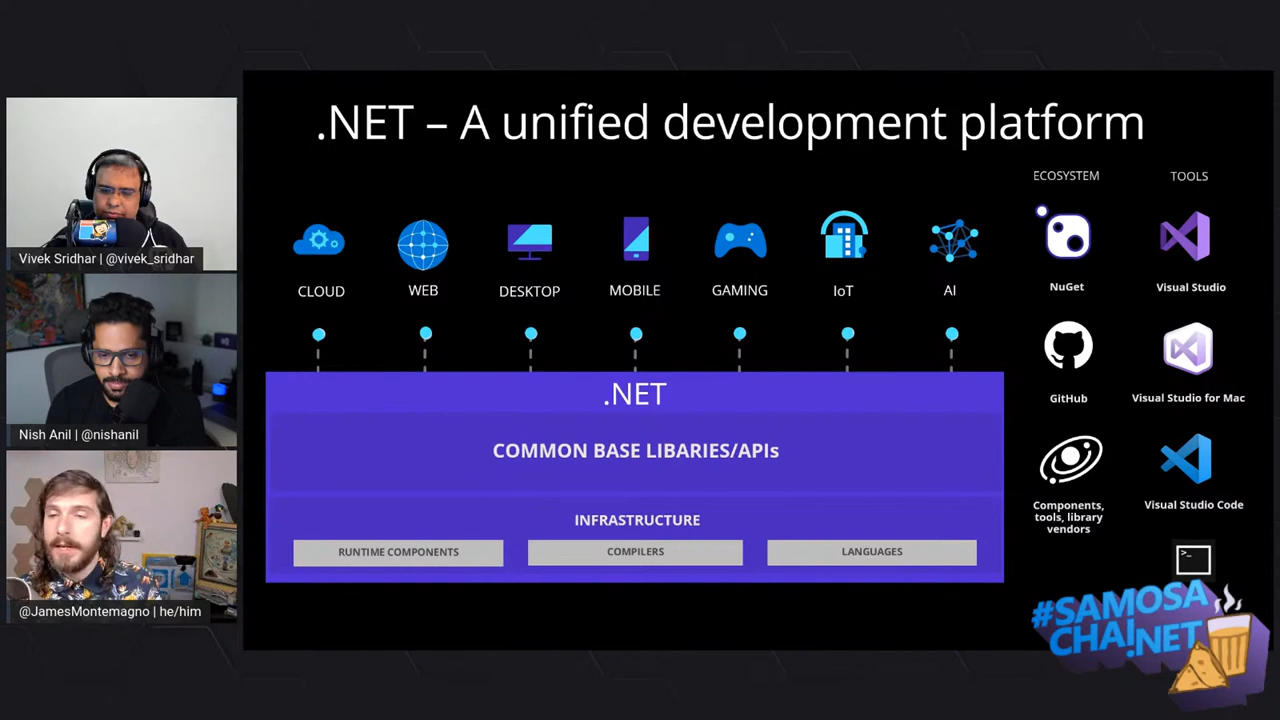 .NET – A unified development platform
ECOSYSTEM
TOOLS
CLOUD
WEB
DESKTOP
MOBILE
GAMING
IoT
AI
NuGet
Visual Studio
GitHub
Visual Studio for Mac
Components,
tools, library
vendors
Visual Studio Code
>_
.NET
COMMON BASE LIBARIES/APIs
INFRASTRUCTURE
RUNTIME COMPONENTS
COMPILERS
LANGUAGES
Vivek Sridhar | @vivek_sridhar
Nish Anil | @nishanil
@JamesMontemagno | he/him
#SAMOSA
CHAI.NET